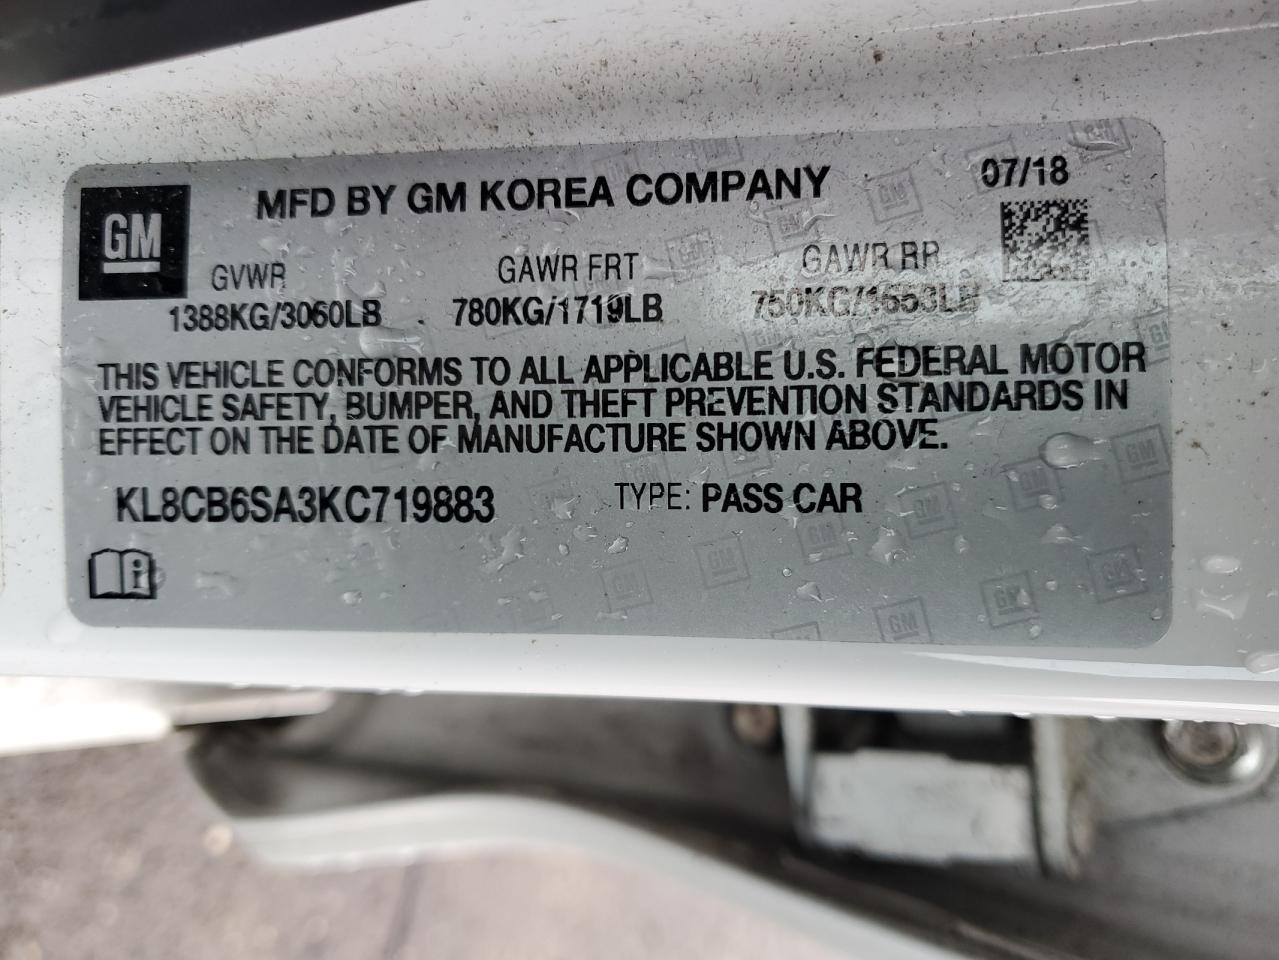 GM
MFD BY GM KOREA COMPANY
07/18
GVWR GAWR FRT GAWR RR
1388KG/3060LB 780KG/1719LB 750KG/1653LB
THIS VEHICLE CONFORMS TO ALL APPLICABLE U.S. FEDERAL MOTOR
VEHICLE SAFETY, BUMPER, AND THEFT PREVENTION STANDARDS IN
EFFECT ON THE DATE OF MANUFACTURE SHOWN ABOVE.
KL8CB6SA3KC719883 TYPE: PASS CAR